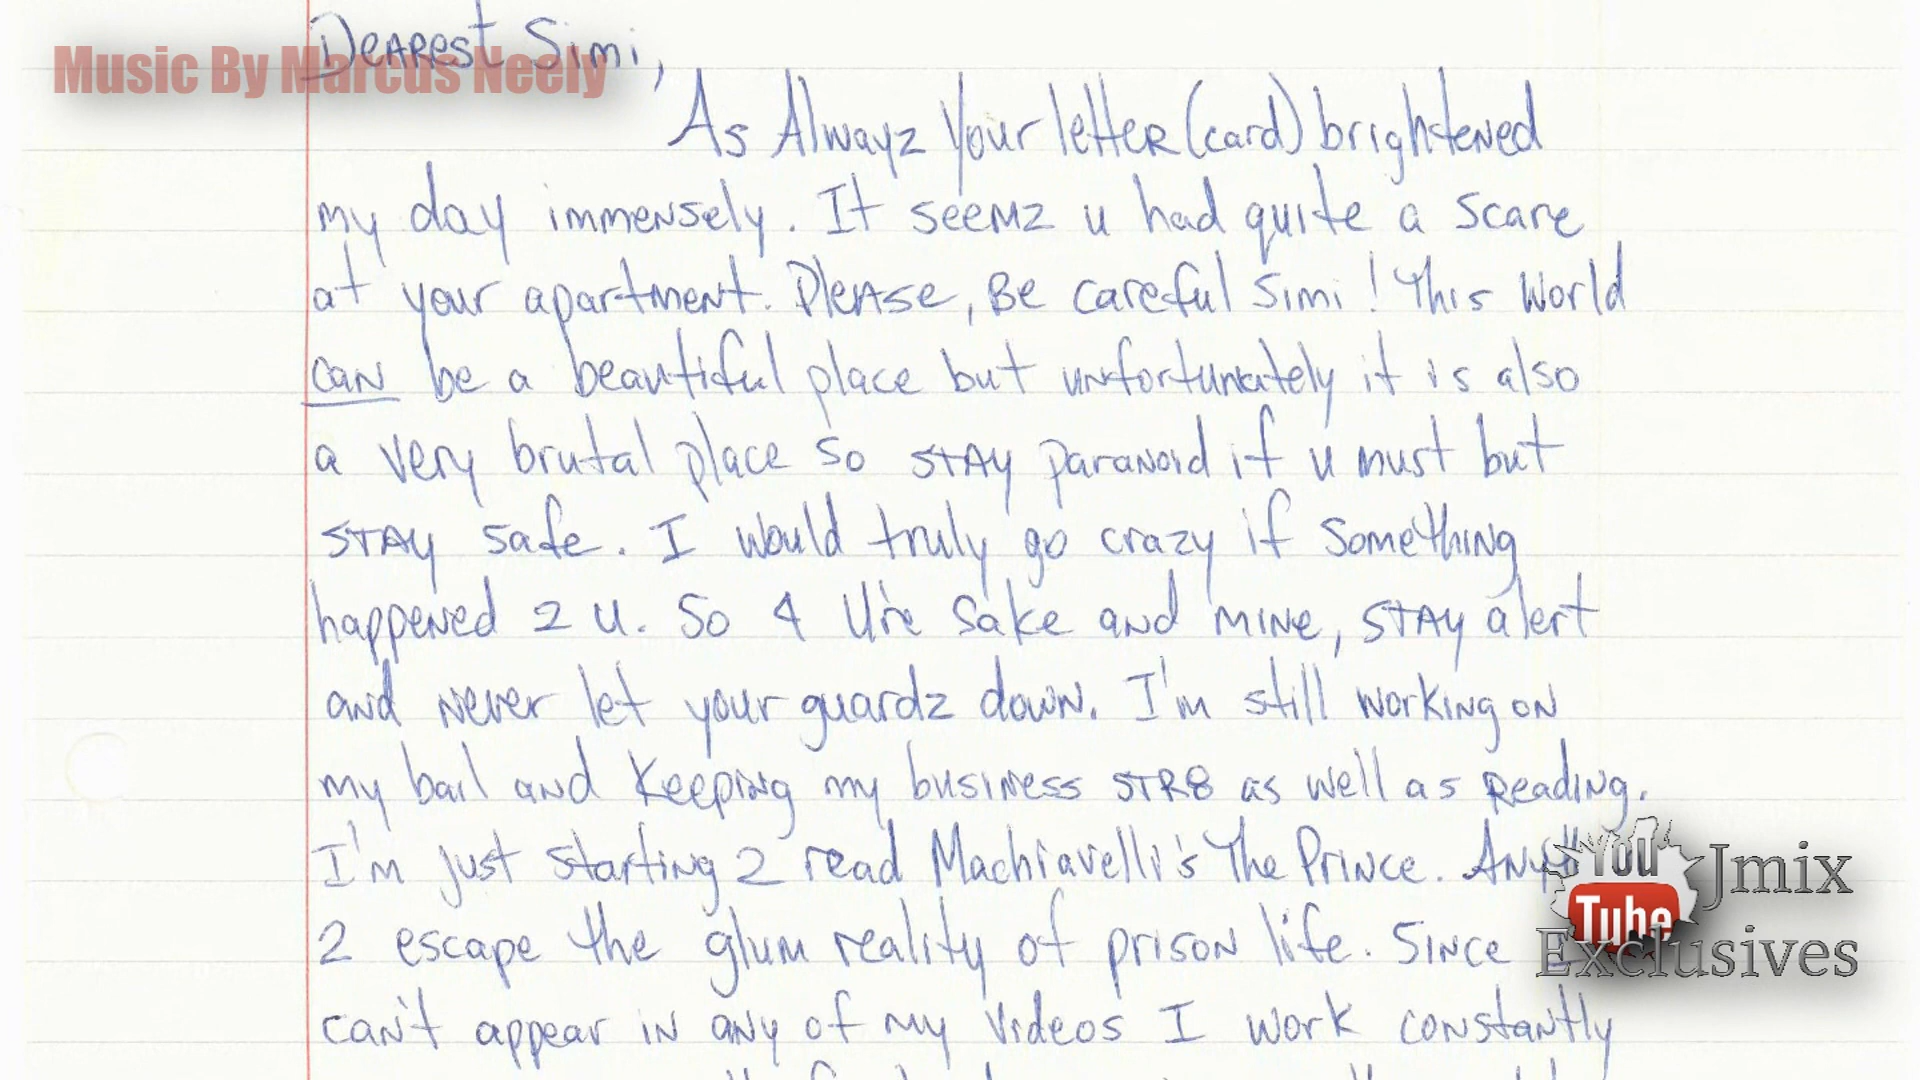 Dearest Simi,
Music By Marcus Neely
As Alwayz Your letter (card) brightened
my day immensely. It seemz u had quite a scare
at your apartment. Please, Be careful Simi! This World
can be a beautiful place but unfortunately it is also
a very brutal place so stay paranoid if u must but
stay safe. I would truly go crazy if something
happened 2 u. So 4 U're sake and mine, stay alert
and never let your guardz down. I'm still working on
my bail and keeping my business STR8 as well as reading.
I'm just starting 2 read Machiavelli's The Prince.
2 escape the glum reality of prison life. Since I
can't appear in any of my videos I work constantly
You Tube Jmix
Exclusives